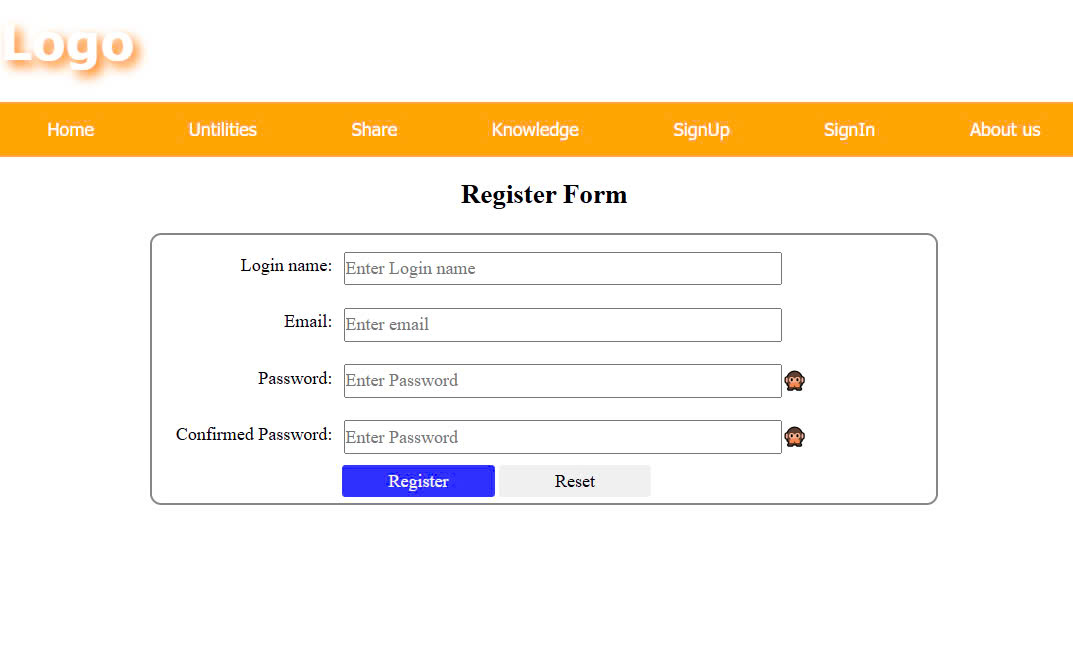 Logo
Home Untilities Share Knowledge SignUp SignIn About us
Register Form
Login name: Enter Login name
Email: Enter email
Password: Enter Password
Confirmed Password: Enter Password
Register Reset